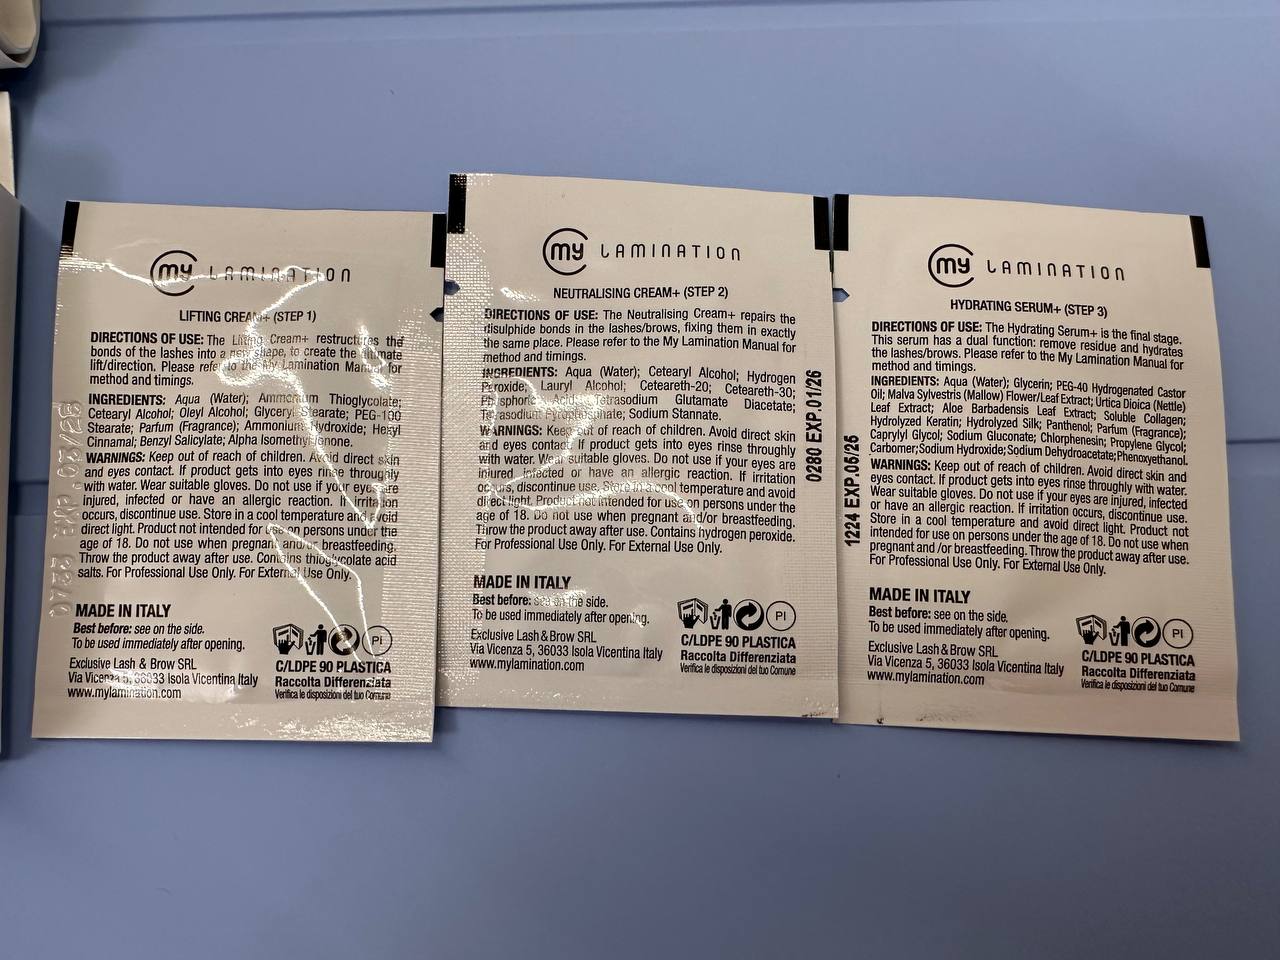 my LAMINATION
LIFTING CREAM+ (STEP 1)
DIRECTIONS OF USE: The Lifting Cream+ restructures the
bonds of the lashes into a new shape, to create the ultimate
lift/direction. Please refer to the My Lamination Manual for
method and timings.
INGREDIENTS: Aqua (Water); Ammonium Thioglycolate;
Cetearyl Alcohol; Oleyl Alcohol; Glyceryl Stearate; PEG-100
Stearate; Parfum (Fragrance); Ammonium Hydroxide; Hexyl
Cinnamal; Benzyl Salicylate; Alpha Isomethyl Ionone.
WARNINGS: Keep out of reach of children. Avoid direct skin
and eyes contact. If product gets into eyes rinse throughly
with water. Wear suitable gloves. Do not use if your eyes are
injured, infected or have an allergic reaction. If irritation
occurs, discontinue use. Store in a cool temperature and avoid
direct light. Product not intended for use on persons under the
age of 18. Do not use when pregnant and/or breastfeeding.
Throw the product away after use. Contains thioglycolate acid
salts. For Professional Use Only. For External Use Only.
MADE IN ITALY
Best before: see on the side.
To be used immediately after opening.
Exclusive Lash & Brow SRL
Via Vicenza 5, 36033 Isola Vicentina Italy
www.mylamination.com
PI
C/LDPE 90 PLASTICA
Raccolta Differenziata
Verifica le disposizioni del tuo Comune
my LAMINATION
NEUTRALISING CREAM+ (STEP 2)
DIRECTIONS OF USE: The Neutralising Cream+ repairs the
disulphide bonds in the lashes/brows, fixing them in exactly
the same place. Please refer to the My Lamination Manual for
method and timings.
INGREDIENTS: Aqua (Water); Cetearyl Alcohol; Hydrogen
Peroxide; Lauryl Alcohol; Ceteareth-20; Ceteareth-30;
Phosphoric Acid; Tetrasodium Glutamate Diacetate;
Tetrasodium Pyrophosphate; Sodium Stannate.
WARNINGS: Keep out of reach of children. Avoid direct skin
and eyes contact. If product gets into eyes rinse throughly
with water. Wear suitable gloves. Do not use if your eyes are
injured, infected or have an allergic reaction. If irritation
occurs, discontinue use. Store in a cool temperature and avoid
direct light. Product not intended for use on persons under the
age of 18. Do not use when pregnant and/or breastfeeding.
Throw the product away after use. Contains hydrogen peroxide.
For Professional Use Only. For External Use Only.
MADE IN ITALY
Best before: see on the side.
To be used immediately after opening.
Exclusive Lash & Brow SRL
Via Vicenza 5, 36033 Isola Vicentina Italy
www.mylamination.com
PI
C/LDPE 90 PLASTICA
Raccolta Differenziata
Verifica le disposizioni del tuo Comune
0280 EXP.01/26
my LAMINATION
HYDRATING SERUM+ (STEP 3)
DIRECTIONS OF USE: The Hydrating Serum+ is the final stage.
This serum has a dual function: remove residue and hydrates
the lashes/brows. Please refer to the My Lamination Manual for
method and timings.
INGREDIENTS: Aqua (Water); Glycerin; PEG-40 Hydrogenated Castor
Oil; Malva Sylvestris (Mallow) Flower/Leaf Extract; Urtica Dioica (Nettle)
Leaf Extract; Aloe Barbadensis Leaf Extract; Soluble Collagen;
Hydrolyzed Keratin; Hydrolyzed Silk; Panthenol; Parfum (Fragrance);
Caprylyl Glycol; Sodium Gluconate; Chlorphenesin; Propylene Glycol;
Carbomer; Sodium Hydroxide; Sodium Dehydroacetate; Phenoxyethanol.
WARNINGS: Keep out of reach of children. Avoid direct skin and
eyes contact. If product gets into eyes rinse throughly with water.
Wear suitable gloves. Do not use if your eyes are injured, infected
or have an allergic reaction. If irritation occurs, discontinue use.
Store in a cool temperature and avoid direct light. Product not
intended for use on persons under the age of 18. Do not use when
pregnant and /or breastfeeding. Throw the product away after use.
For Professional Use Only. For External Use Only.
MADE IN ITALY
Best before: see on the side.
To be used immediately after opening.
Exclusive Lash & Brow SRL
Via Vicenza 5, 36033 Isola Vicentina Italy
www.mylamination.com
PI
C/LDPE 90 PLASTICA
Raccolta Differenziata
Verifica le disposizioni del tuo Comune